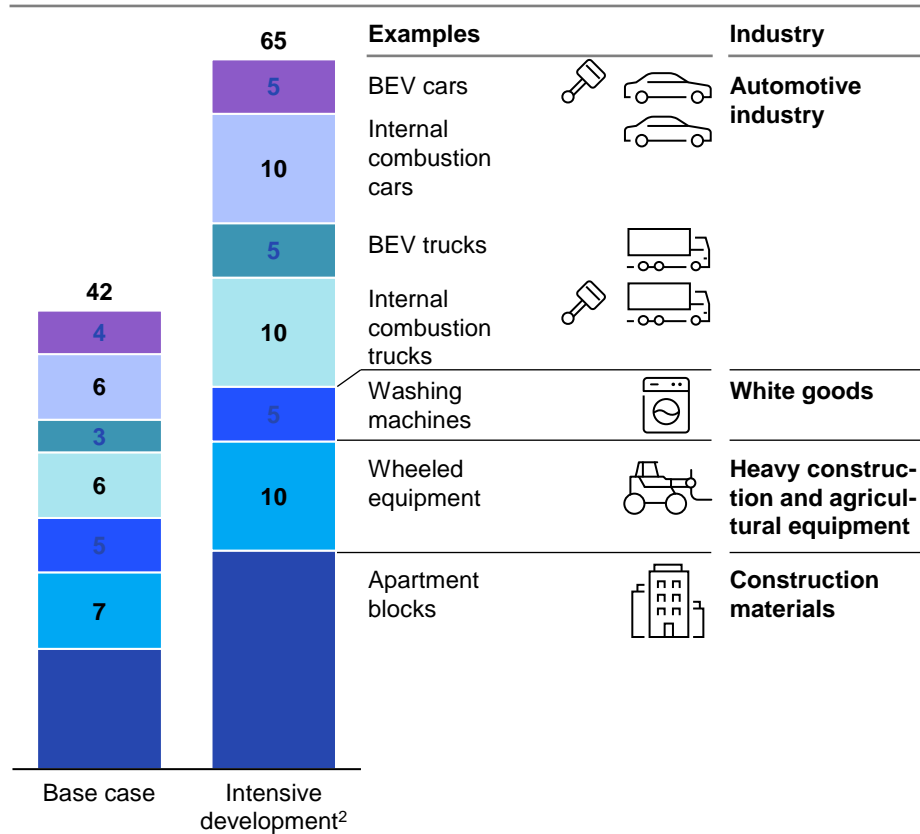 65
Examples
Industry
5
BEV cars
Automotive
industry
10
Internal
combustion
cars
5
BEV trucks
42
10
Internal
combustion
trucks
4
6
5
Washing
machines
White goods
3
6
10
Wheeled
equipment
Heavy construc-
tion and agricul-
tural equipment
5
7
Apartment
blocks
Construction
materials
Base case
Intensive
development²